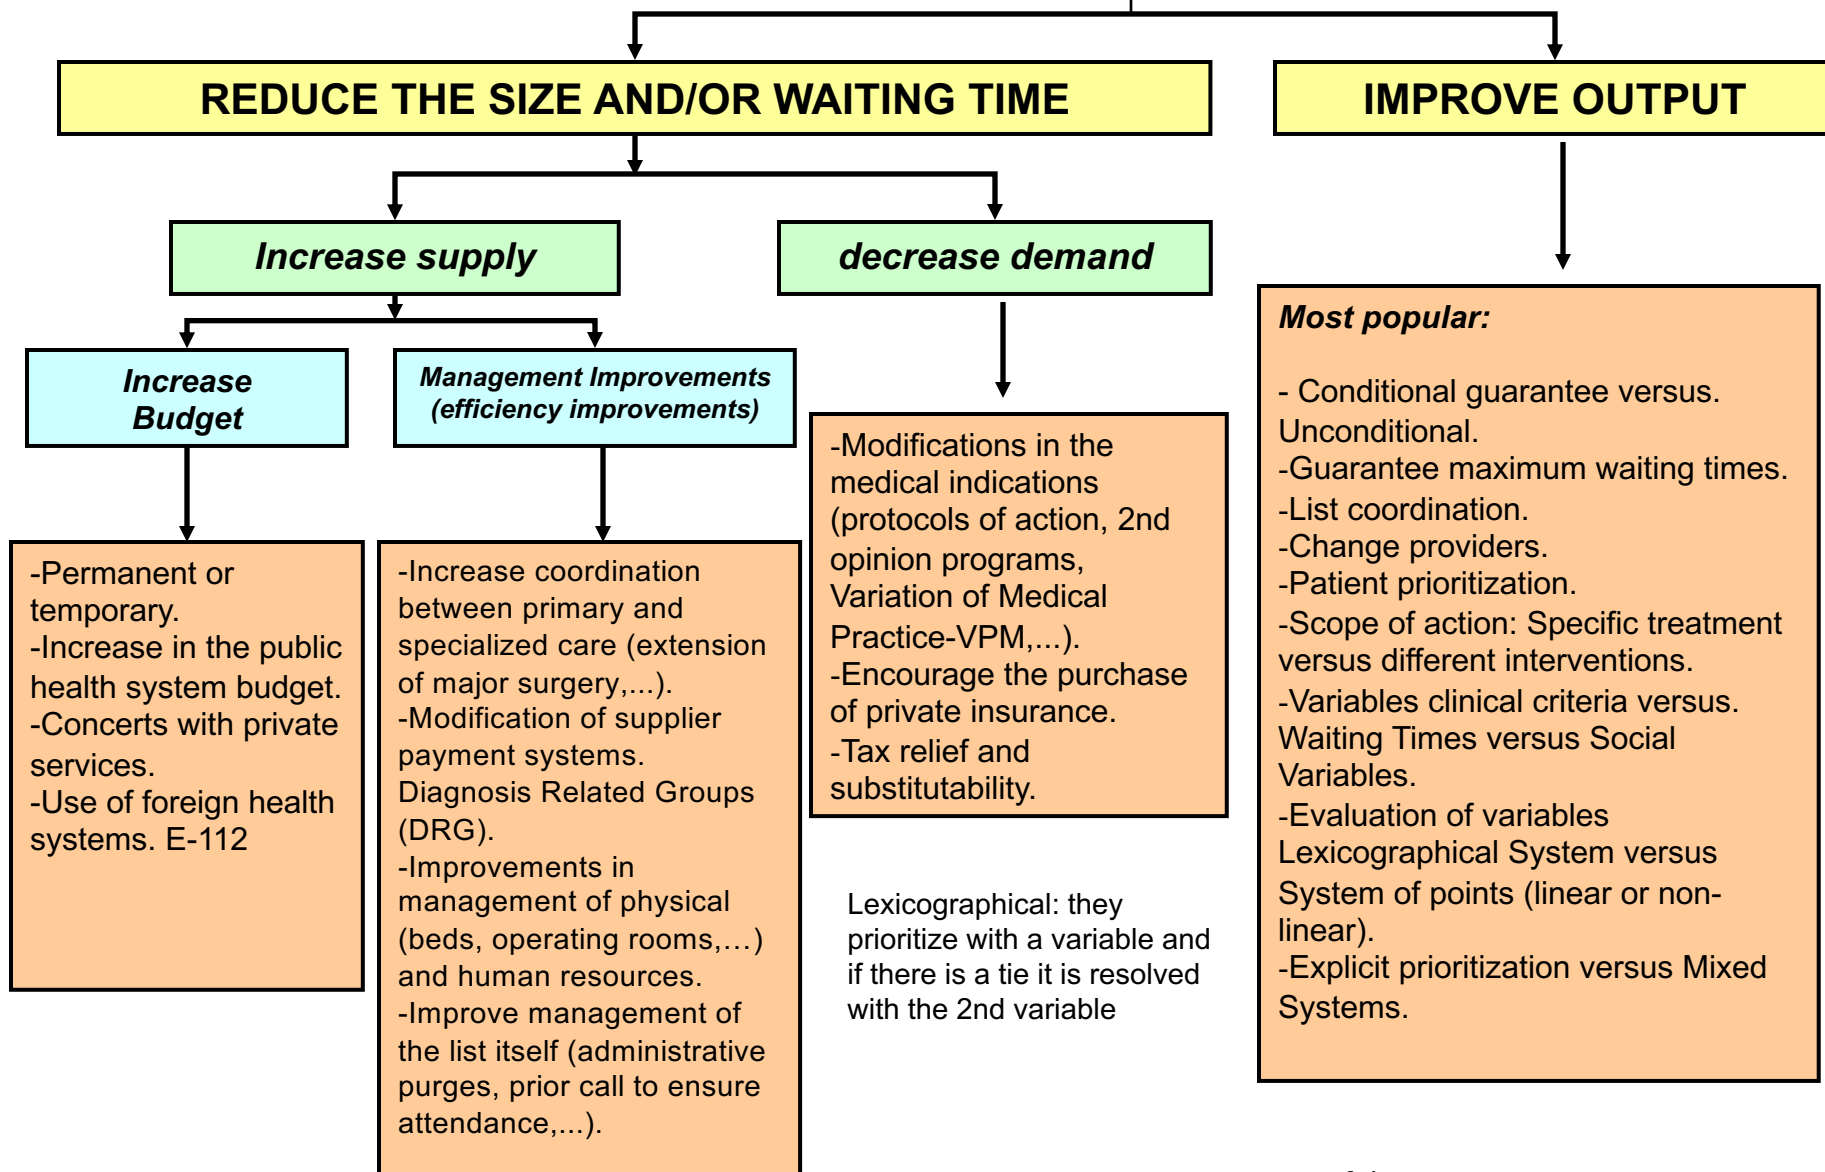 REDUCE THE SIZE AND/OR WAITING TIME
IMPROVE OUTPUT
Increase supply
decrease demand
Increase
Budget
Management Improvements
(efficiency improvements)
-Permanent or
temporary.
-Increase in the public
health system budget.
-Concerts with private
services.
-Use of foreign health
systems. E-112
-Increase coordination
between primary and
specialized care (extension
of major surgery,...).
-Modification of supplier
payment systems.
Diagnosis Related Groups
(DRG).
-Improvements in
management of physical
(beds, operating rooms,…)
and human resources.
-Improve management of
the list itself (administrative
purges, prior call to ensure
attendance,...).
-Modifications in the
medical indications
(protocols of action, 2nd
opinion programs,
Variation of Medical
Practice-VPM,...).
-Encourage the purchase
of private insurance.
-Tax relief and
substitutability.
Lexicographical: they
prioritize with a variable and
if there is a tie it is resolved
with the 2nd variable
Most popular:
- Conditional guarantee versus.
Unconditional.
-Guarantee maximum waiting times.
-List coordination.
-Change providers.
-Patient prioritization.
-Scope of action: Specific treatment
versus different interventions.
-Variables clinical criteria versus.
Waiting Times versus Social
Variables.
-Evaluation of variables
Lexicographical System versus
System of points (linear or non-
linear).
-Explicit prioritization versus Mixed
Systems.